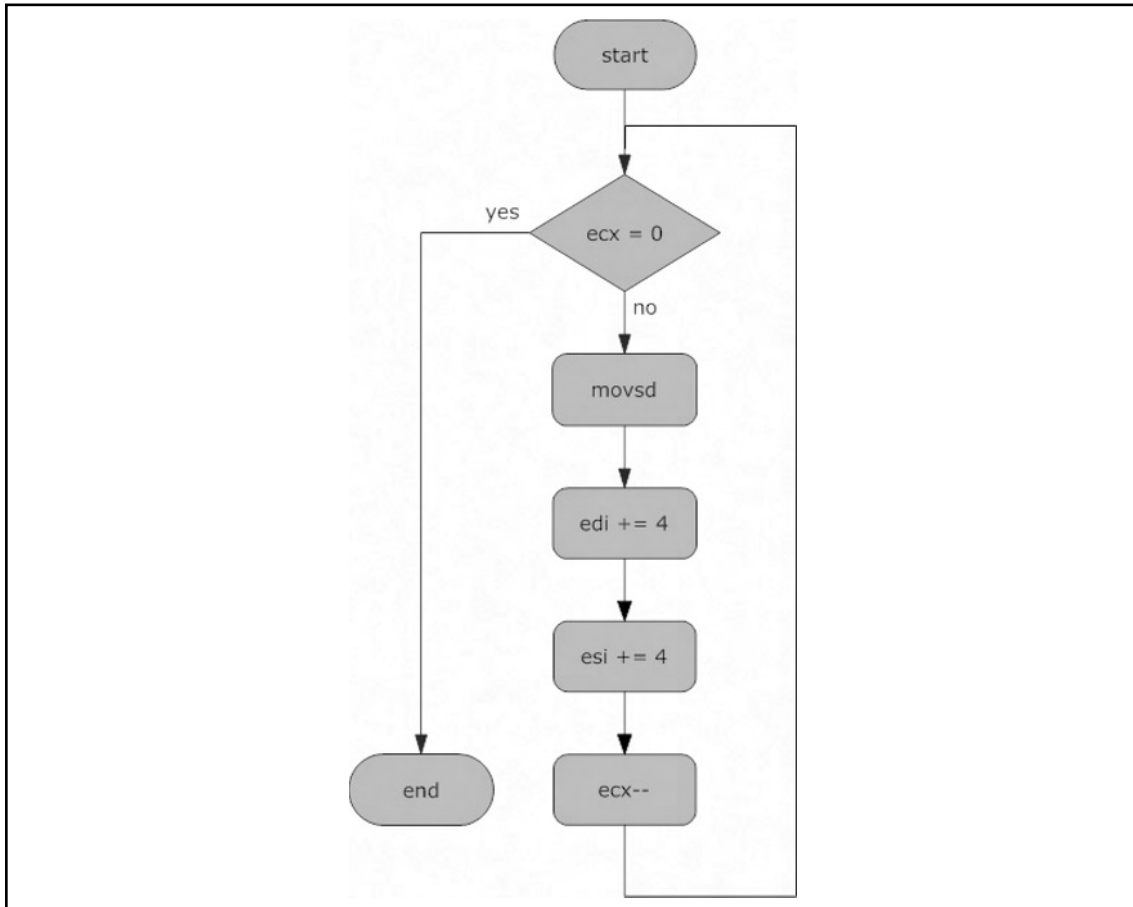 start
yes
ecx = 0
no
movsd
edi += 4
esi += 4
end
ecx--